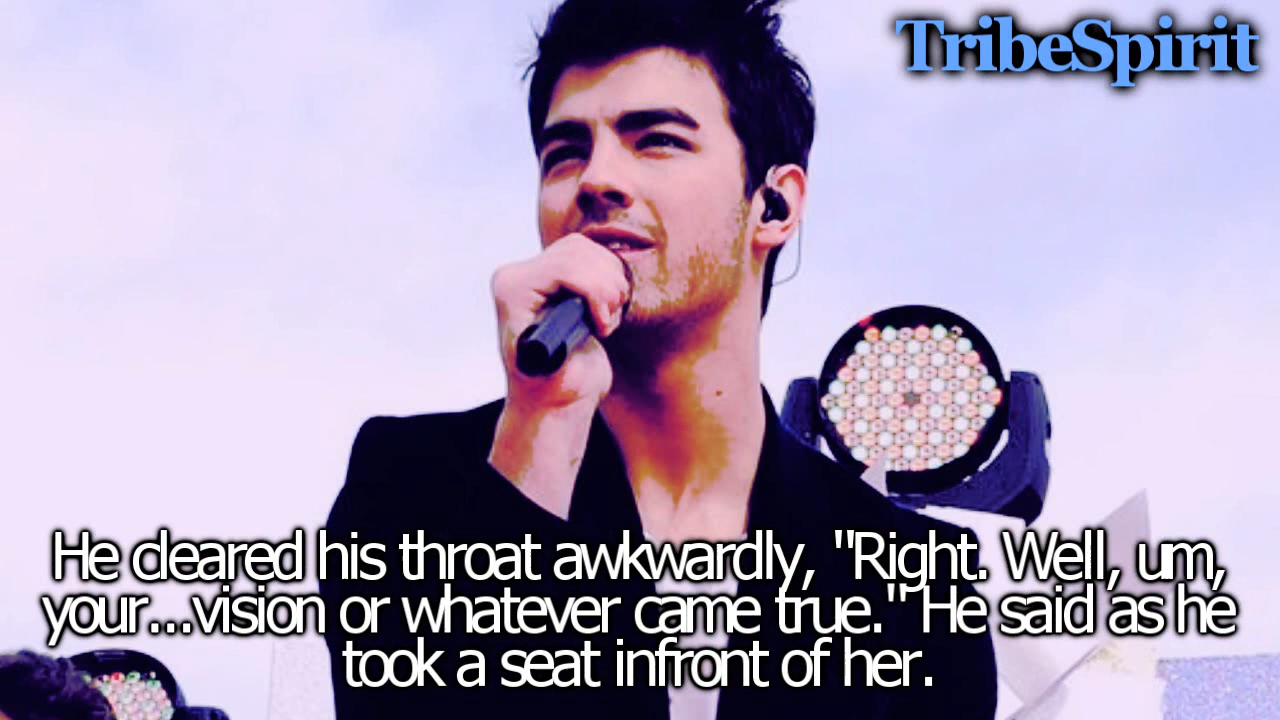 TribeSpirit
He cleared his throat awkwardly, "Right. Well, um,
your...vision or whatever came true." He said as he
took a seat infront of her.